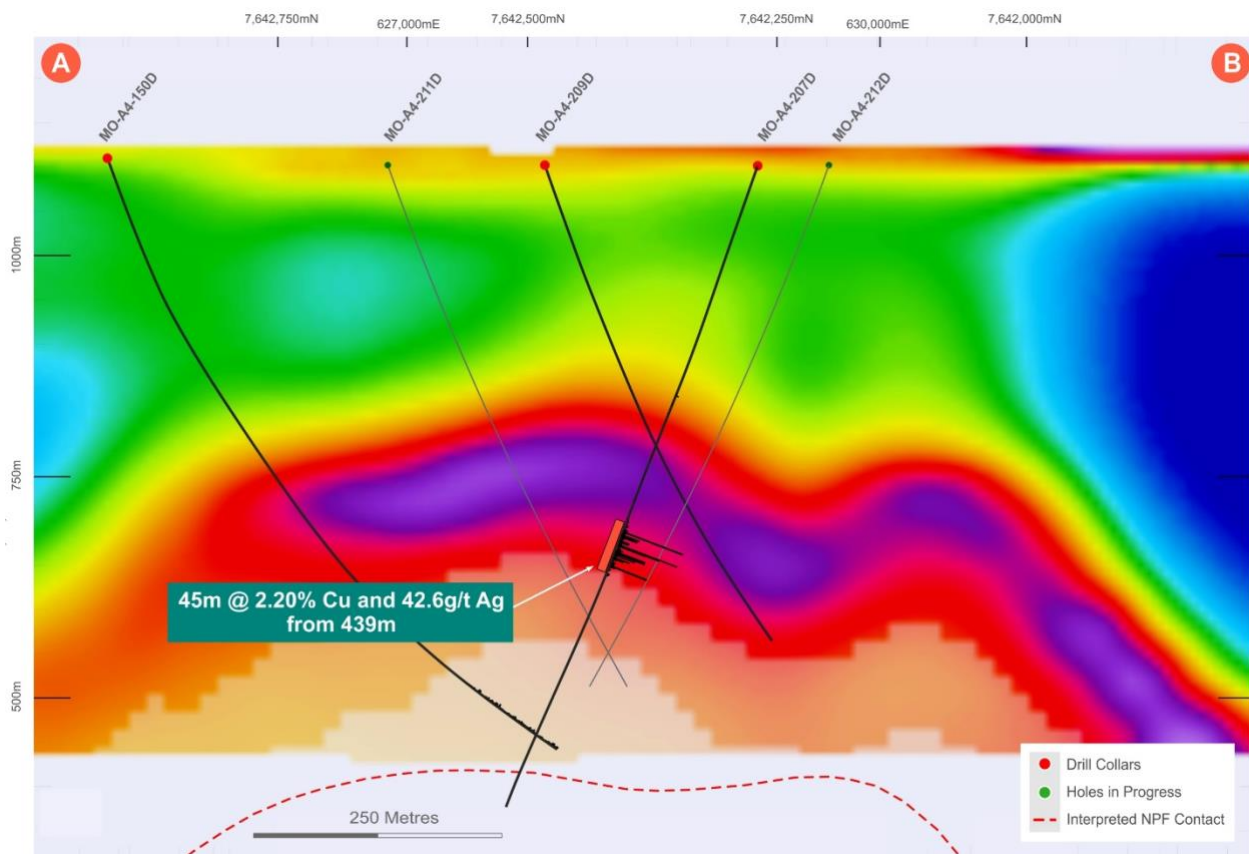 7,642,750mN
627,000mE
7,642,500mN
7,642,250mN
630,000mE
7,642,000mN
A
B
MO-A4-150D
MO-A4-211D
MO-A4-209D
MO-A4-207D
MO-A4-212D
1000m
750m
500m
45m @ 2.20% Cu and 42.6g/t Ag
from 439m
250 Metres
Drill Collars
Holes in Progress
Interpreted NPF Contact